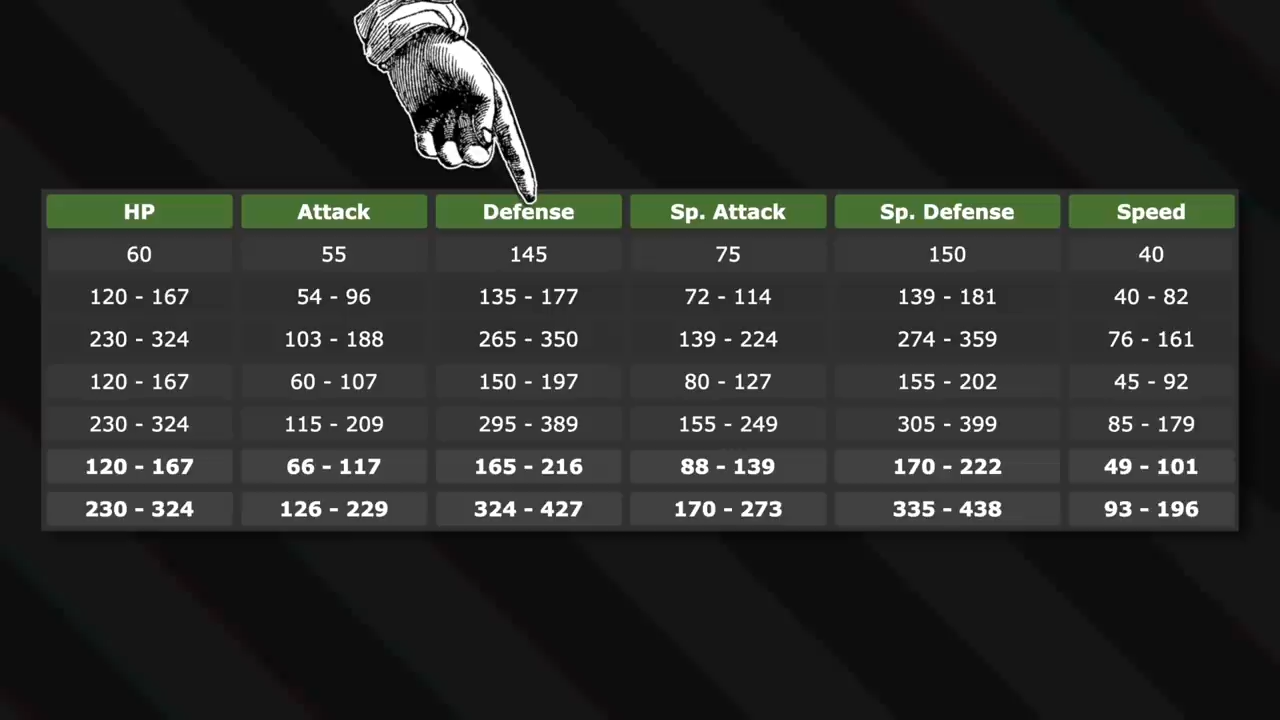 HP Attack Defense Sp. Attack Sp. Defense Speed
60 55 145 75 150 40
120 - 167 54 - 96 135 - 177 72 - 114 139 - 181 40 - 82
230 - 324 103 - 188 265 - 350 139 - 224 274 - 359 76 - 161
120 - 167 60 - 107 150 - 197 80 - 127 155 - 202 45 - 92
230 - 324 115 - 209 295 - 389 155 - 249 305 - 399 85 - 179
120 - 167 66 - 117 165 - 216 88 - 139 170 - 222 49 - 101
230 - 324 126 - 229 324 - 427 170 - 273 335 - 438 93 - 196